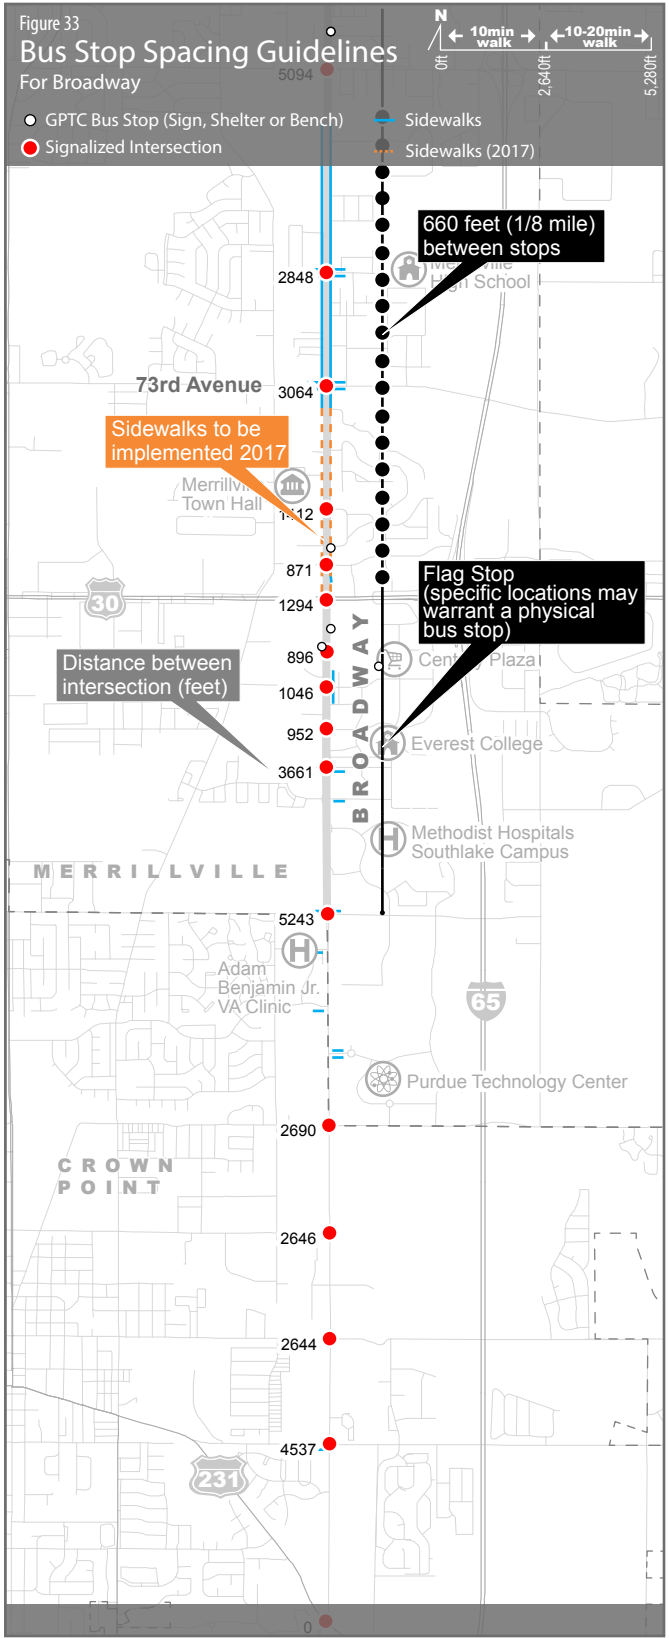 Figure 33
Bus Stop Spacing Guidelines
For Broadway
N
10min
walk
10-20min
walk
0ft
2,640ft
5,280ft
5094
GPTC Bus Stop (Sign, Shelter or Bench)
Sidewalks
Signalized Intersection
Sidewalks (2017)
660 feet (1/8 mile)
between stops
High School
2848
73rd Avenue
3064
Sidewalks to be
implemented 2017
Merrillvi
Town Hall
1412
871
Flag Stop
(specific locations may
warrant a physical
bus stop)
30
1294
BROADWAY
896
Century Plaza
Distance between
intersection (feet)
1046
952
Everest College
3661
Methodist Hospitals
Southlake Campus
MERRILLVILLE
5243
Adam
Benjamin Jr.
VA Clinic
65
Purdue Technology Center
2690
CROWN
POINT
2646
2644
4537
231
0